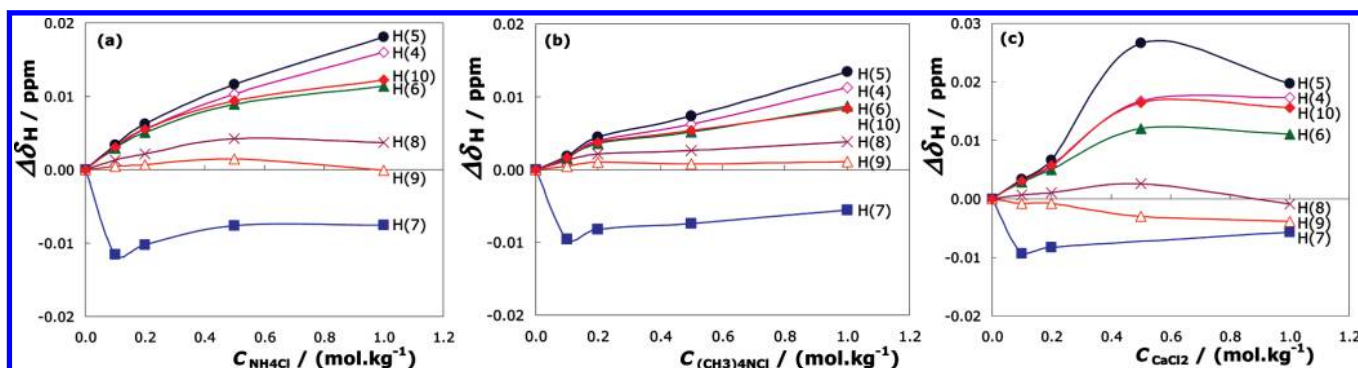 (a)
0.02
0.01
0.00
-0.01
-0.02
ΔδH / ppm
H(5)
H(4)
H(10)
H(6)
H(8)
H(9)
H(7)
0.0 0.2 0.4 0.6 0.8 1.0 1.2
C NH4Cl / (mol.kg-1)
(b)
0.02
0.01
0.00
-0.01
-0.02
ΔδH / ppm
H(5)
H(4)
H(6)
H(10)
H(8)
H(9)
H(7)
0.0 0.2 0.4 0.6 0.8 1.0 1.2
C (CH3)4NCl / (mol.kg-1)
(c)
0.03
0.02
0.01
0.00
-0.01
-0.02
ΔδH / ppm
H(5)
H(4)
H(10)
H(6)
H(8)
H(9)
H(7)
0.0 0.2 0.4 0.6 0.8 1.0 1.2
C CaCl2 / (mol.kg-1)